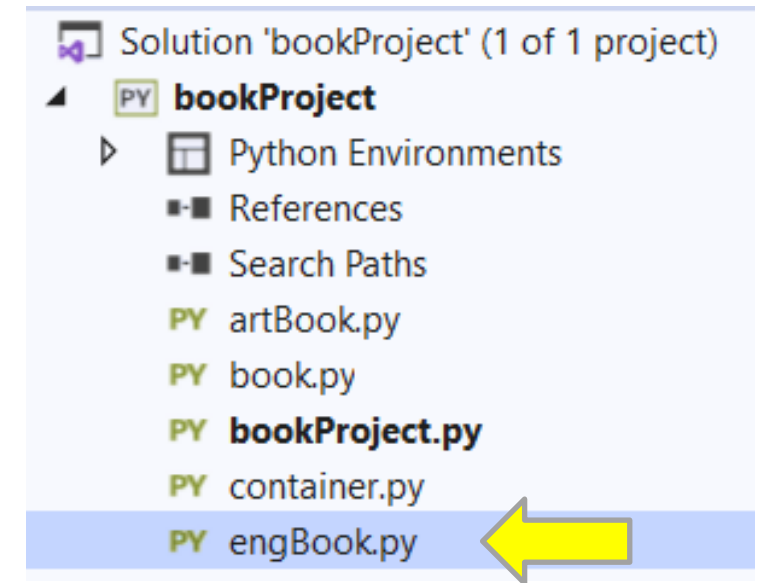 Solution 'bookProject' (1 of 1 project)
PY bookProject
Python Environments
References
Search Paths
PY artBook.py
PY book.py
PY bookProject.py
PY container.py
PY engBook.py